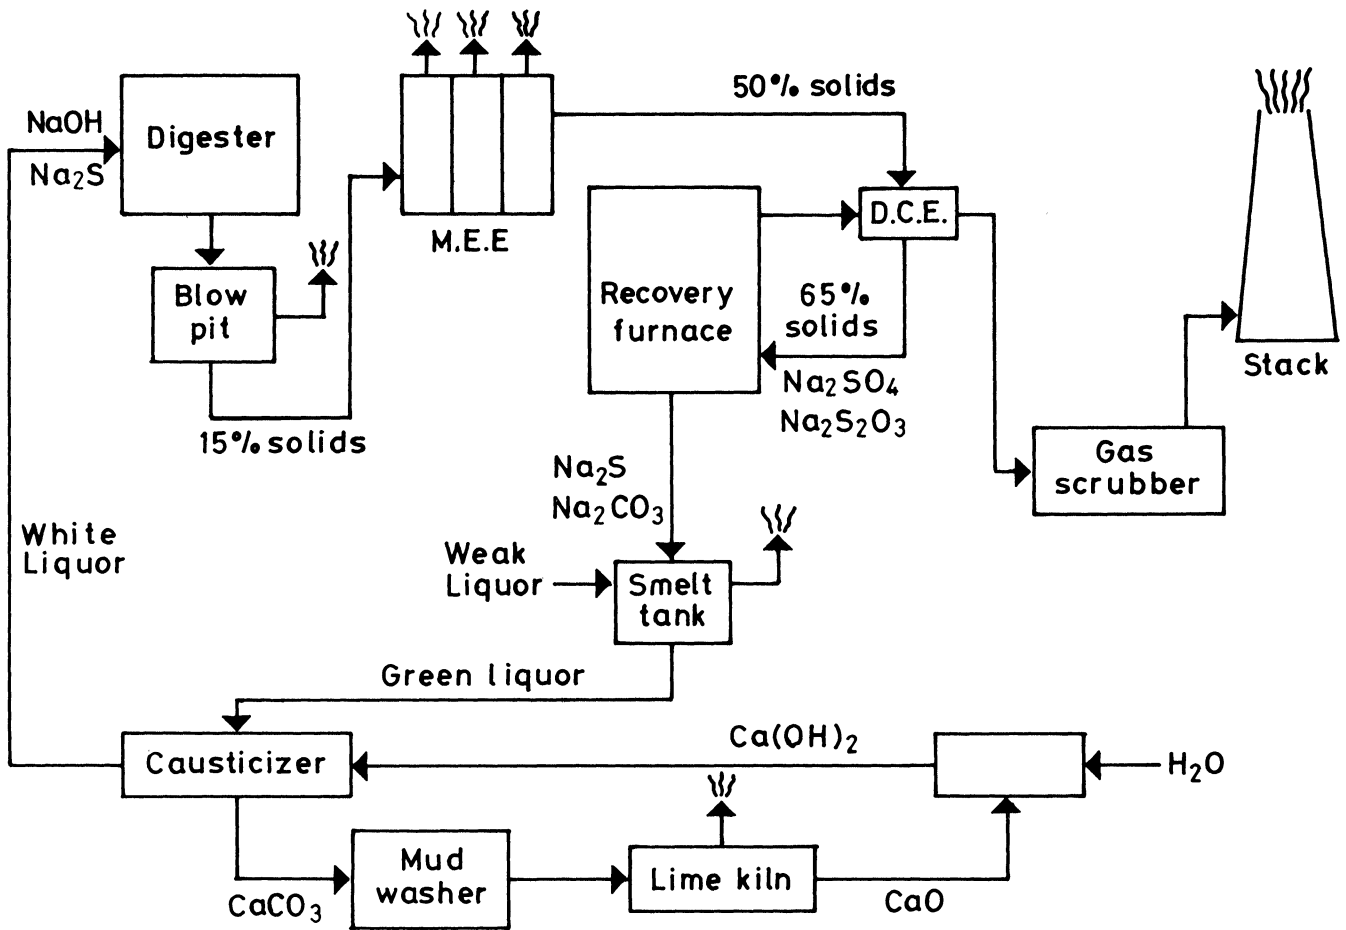 50% solids
NaOH
Na₂S
Digester
M.E.E
D.C.E.
Blow
pit
Recovery
furnace
65%
solids
Na₂SO₄
Na₂S₂O₃
Stack
15% solids
Gas
scrubber
Na₂S
Na₂CO₃
White
Liquor
Weak
Liquor
Smelt
tank
Green liquor
Causticizer
Ca(OH)₂
H₂O
Mud
washer
Lime kiln
CaCO₃
CaO